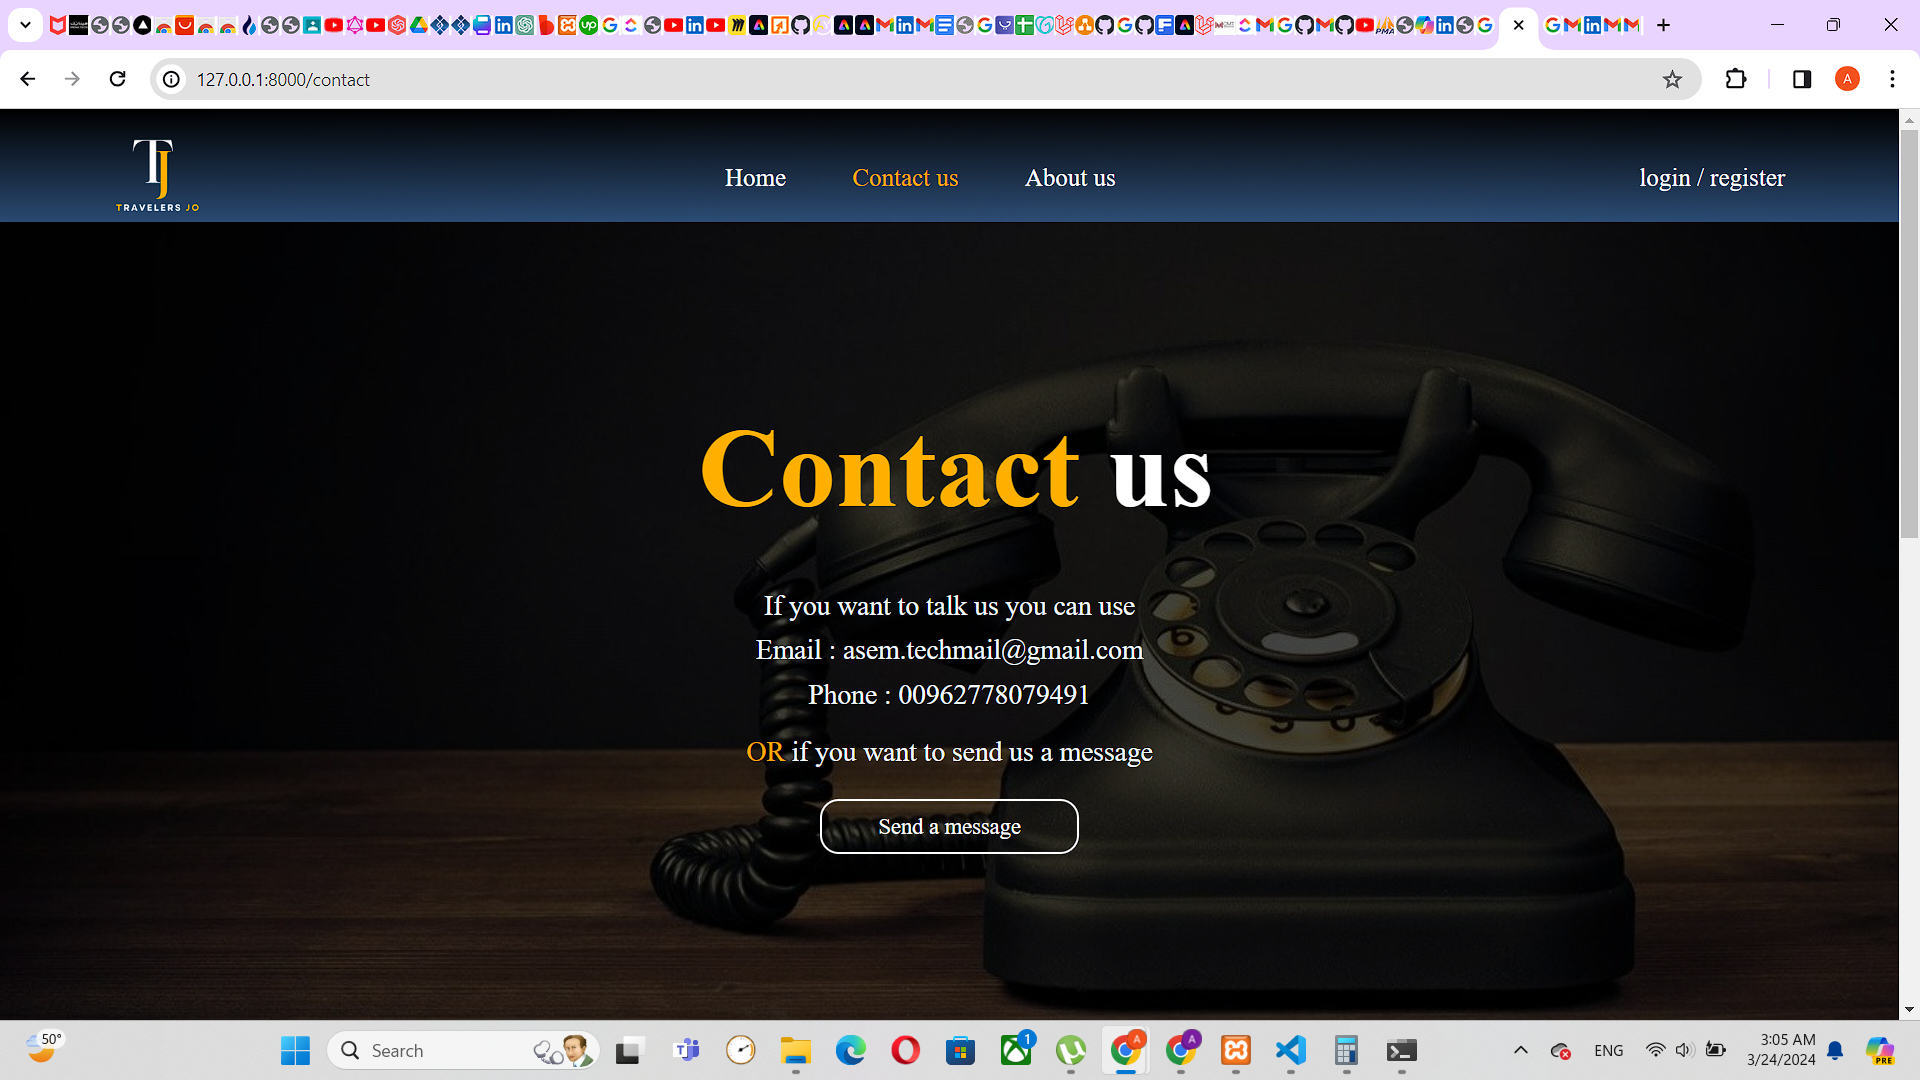 127.0.0.1:8000/contact
A
TJ
TRAVELERS JO
Home
Contact us
About us
login / register
Contact us
If you want to talk us you can use
Email : asem.techmail@gmail.com
Phone : 00962778079491
OR if you want to send us a message
Send a message
50°
Search
1
A
A
ENG
3:05 AM
3/24/2024
PRE